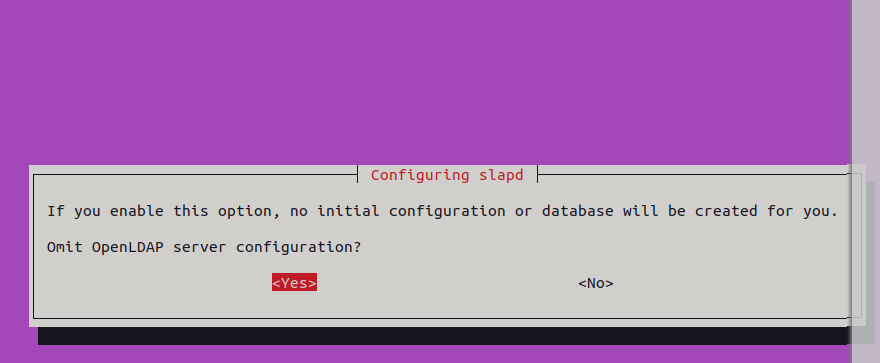 Configuring slapd
If you enable this option, no initial configuration or database will be created for you.
Omit OpenLDAP server configuration?
<Yes> <No>